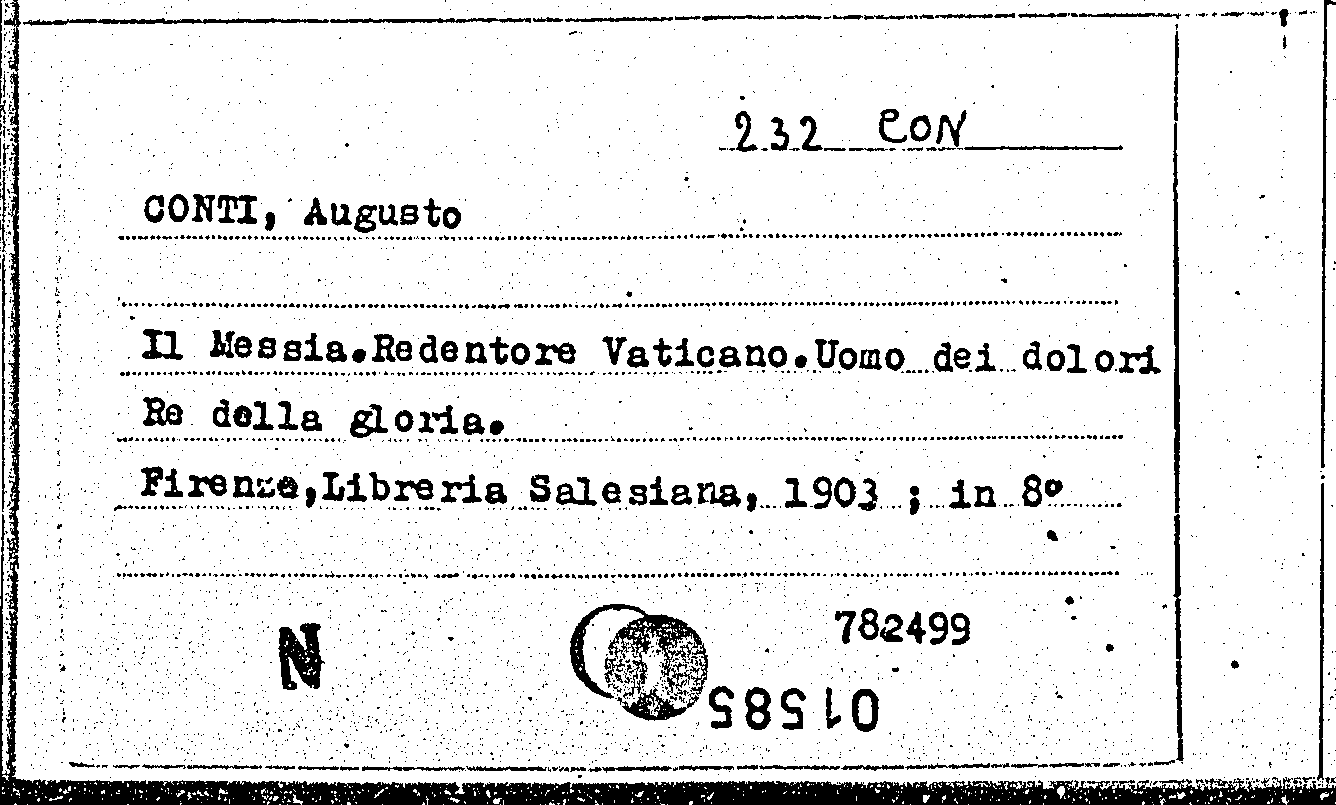 232 CON
CONTI, Augusto
Il Messia.Redentore Vaticano.Uomo dei dolori
Re della gloria.
Firenze,Libreria Salesiana, 1903 ; in 8º
782499
N
01585